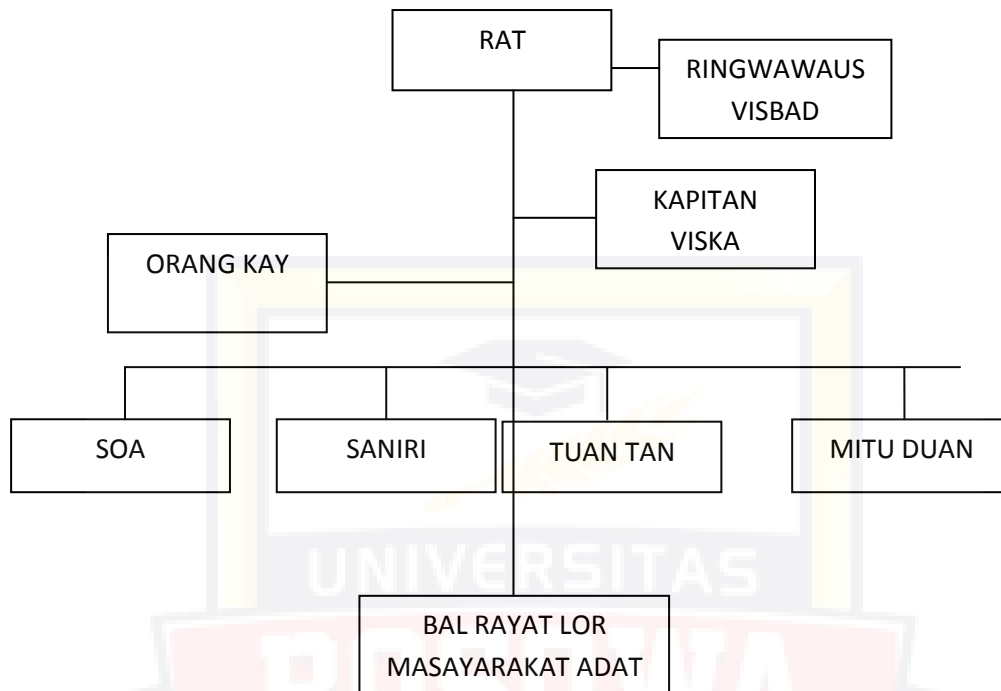 RAT
RINGWAWAUS
VISBAD
KAPITAN
VISKA
ORANG KAY
SOA
SANIRI
TUAN TAN
MITU DUAN
UNIVERSITAS
BOSOWA
BAL RAYAT LOR
MASAYARAKAT ADAT